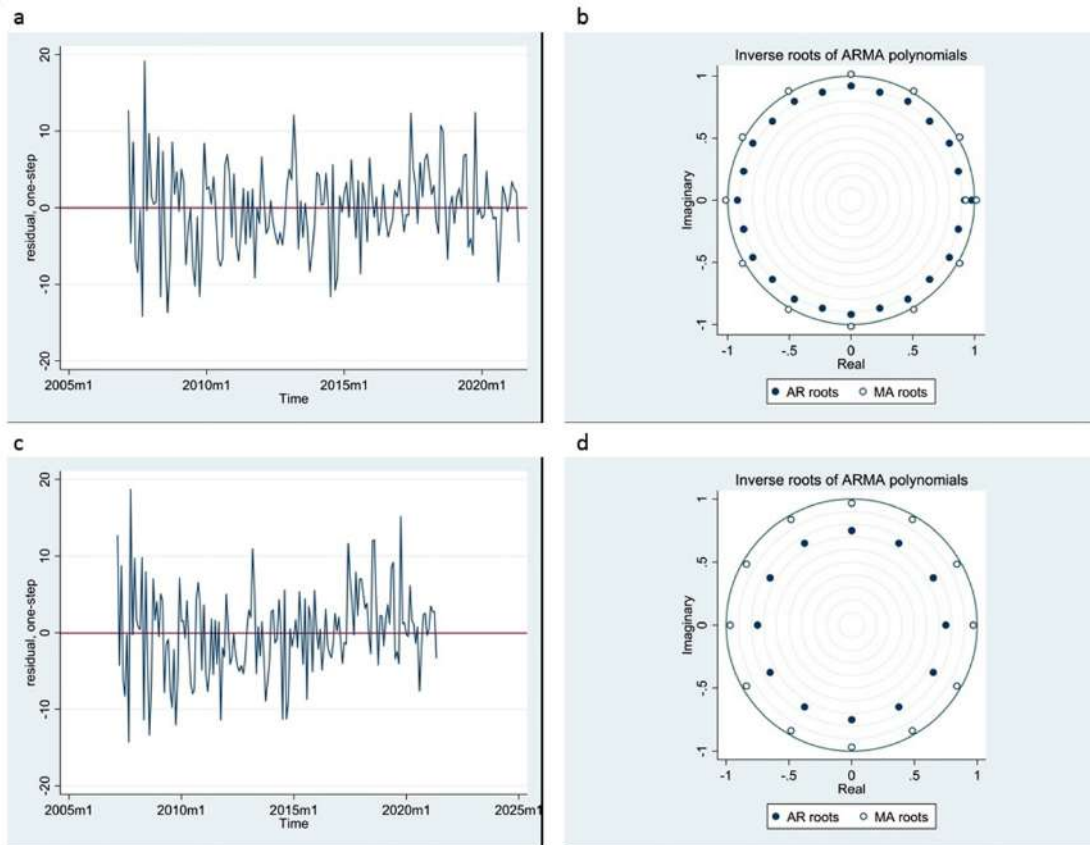 a
20
10
0
-10
-20
residual, one-step
2005m1 2010m1 2015m1 2020m1
Time
b
Inverse roots of ARMA polynomials
1
.5
0
-.5
-1
Imaginary
-1 -.5 0 .5 1
Real
AR roots MA roots
c
20
10
0
-10
-20
residual, one-step
2005m1 2010m1 2015m1 2020m1 2025m1
Time
d
Inverse roots of ARMA polynomials
1
.5
0
-.5
-1
Imaginary
-1 -.5 0 .5 1
Real
AR roots MA roots